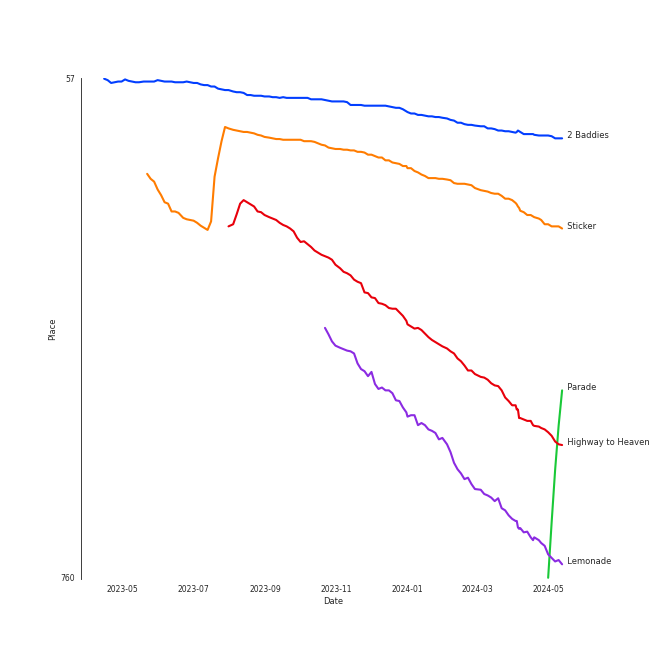 57
2 Baddies
Sticker
Place
Parade
Highway to Heaven
Lemonade
760
2023-05 2023-07 2023-09 2023-11 2024-01 2024-03 2024-05
Date